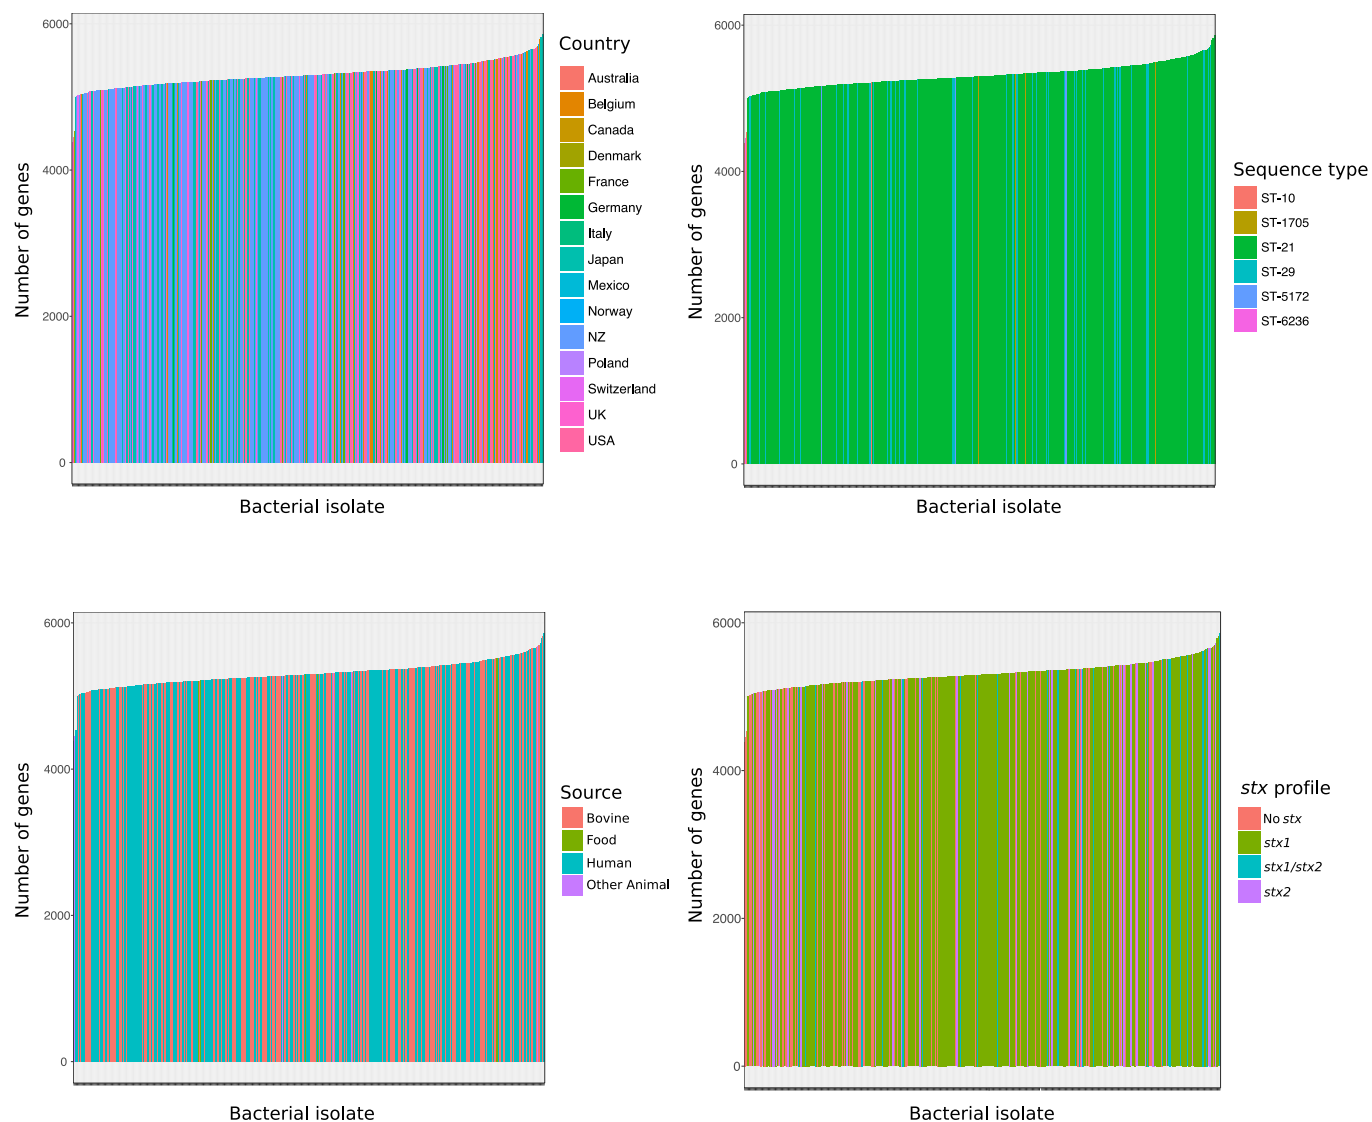 6000
4000
2000
0
Number of genes
Bacterial isolate
Country
Australia
Belgium
Canada
Denmark
France
Germany
Italy
Japan
Mexico
Norway
NZ
Poland
Switzerland
UK
USA
6000
4000
2000
0
Number of genes
Bacterial isolate
Sequence type
ST-10
ST-1705
ST-21
ST-29
ST-5172
ST-6236
6000
4000
2000
0
Number of genes
Bacterial isolate
Source
Bovine
Food
Human
Other Animal
6000
4000
2000
0
Number of genes
Bacterial isolate
stx profile
No stx
stx1
stx1/stx2
stx2